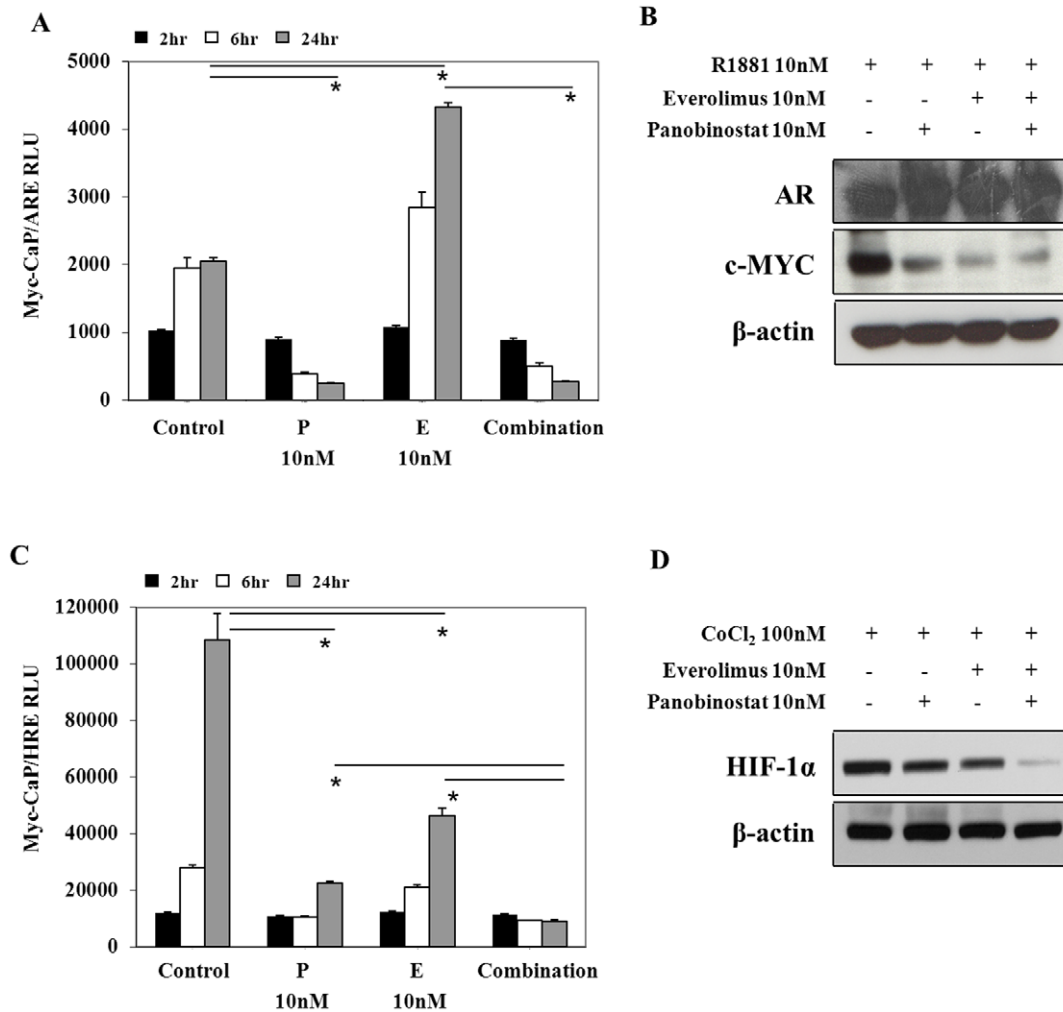 A
2hr 6hr 24hr
5000
4000
3000
2000
1000
0
Myc-CaP/ARE RLU
* * *
Control P 10nM E 10nM Combination
B
R1881 10nM + + + +
Everolimus 10nM - - + +
Panobinostat 10nM - + - +
AR
c-MYC
β-actin
C
2hr 6hr 24hr
120000
100000
80000
60000
40000
20000
0
Myc-CaP/HRE RLU
* *
* *
Control P 10nM E 10nM Combination
D
CoCl₂ 100nM + + + +
Everolimus 10nM - - + +
Panobinostat 10nM - + - +
HIF-1α
β-actin